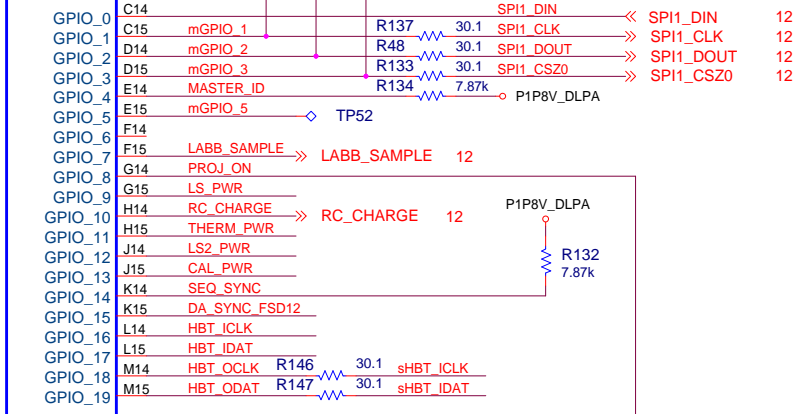 GPIO_0 C14 SPI1_DIN SPI1_DIN 12
GPIO_1 C15 mGPIO_1 R137 30.1 SPI1_CLK SPI1_CLK 12
GPIO_2 D14 mGPIO_2 R48 30.1 SPI1_DOUT SPI1_DOUT 12
GPIO_3 D15 mGPIO_3 R133 30.1 SPI1_CSZ0 SPI1_CSZ0 12
GPIO_4 E14 MASTER_ID R134 7.87k P1P8V_DLPA
GPIO_5 E15 mGPIO_5 TP52
GPIO_6 F14
GPIO_7 F15 LABB_SAMPLE LABB_SAMPLE 12
GPIO_8 G14 PROJ_ON
GPIO_9 G15 LS_PWR
GPIO_10 H14 RC_CHARGE RC_CHARGE 12 P1P8V_DLPA
GPIO_11 H15 THERM_PWR
GPIO_12 J14 LS2_PWR R132
GPIO_13 J15 CAL_PWR 7.87k
GPIO_14 K14 SEQ_SYNC
GPIO_15 K15 DA_SYNC_FSD12
GPIO_16 L14 HBT_ICLK
GPIO_17 L15 HBT_IDAT
GPIO_18 M14 HBT_OCLK R146 30.1 sHBT_ICLK
GPIO_19 M15 HBT_ODAT R147 30.1 sHBT_IDAT